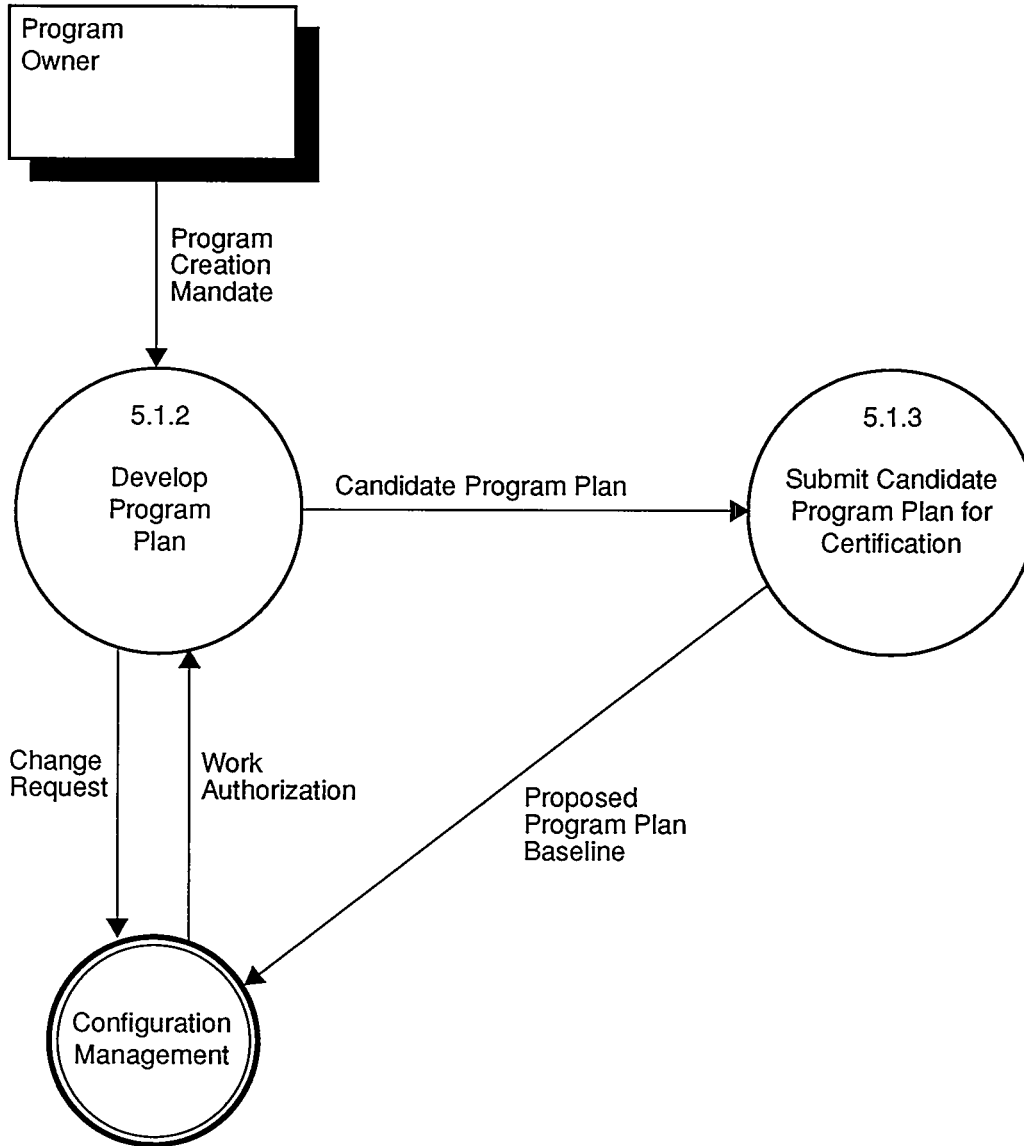 Program
Owner
Program
Creation
Mandate
5.1.2
Develop
Program
Plan
Candidate Program Plan
5.1.3
Submit Candidate
Program Plan for
Certification
Change
Request
Work
Authorization
Proposed
Program Plan
Baseline
Configuration
Management